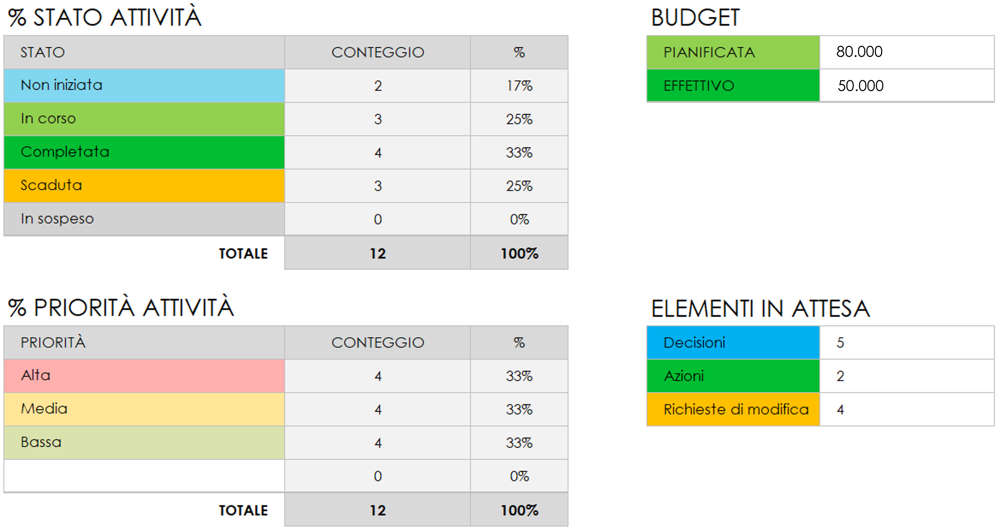 % STATO ATTIVITÀ
STATO CONTEGGIO %
Non iniziata 2 17%
In corso 3 25%
Completata 4 33%
Scaduta 3 25%
In sospeso 0 0%
TOTALE 12 100%
BUDGET
PIANIFICATA 80.000
EFFETTIVO 50.000
% PRIORITÀ ATTIVITÀ
PRIORITÀ CONTEGGIO %
Alta 4 33%
Media 4 33%
Bassa 4 33%
0 0%
TOTALE 12 100%
ELEMENTI IN ATTESA
Decisioni 5
Azioni 2
Richieste di modifica 4